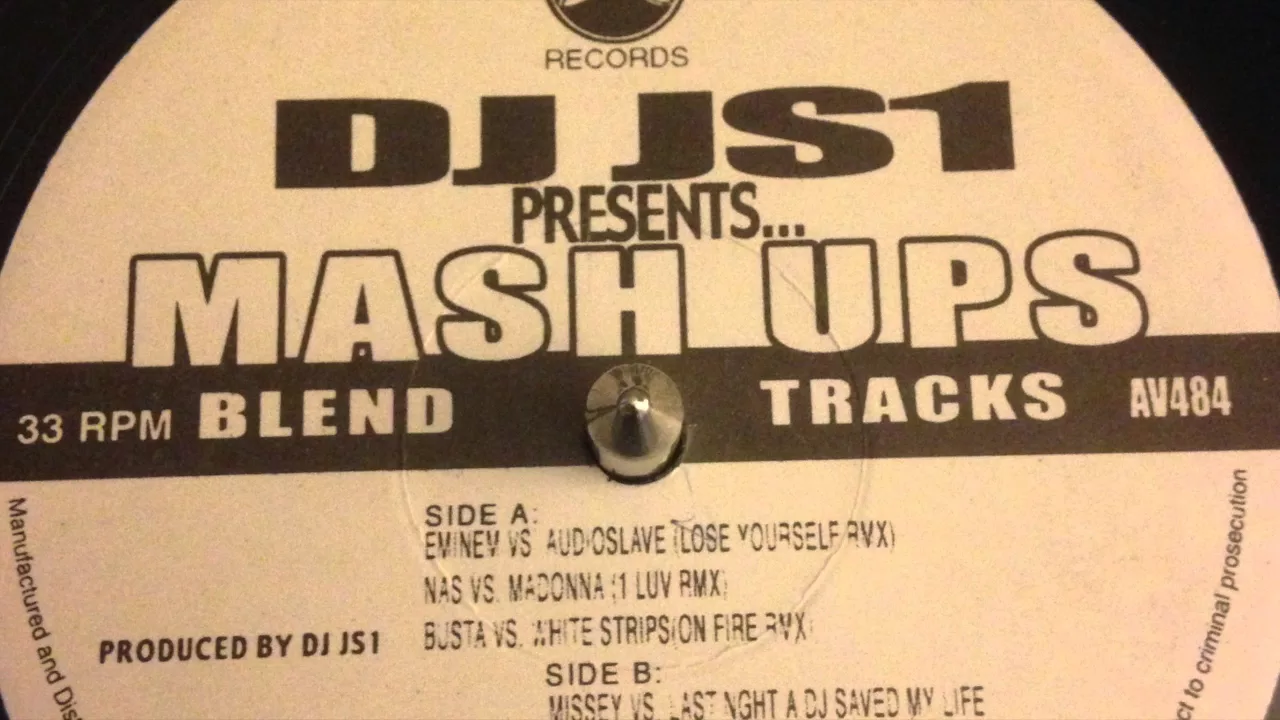 RECORDS
DJ JS1
PRESENTS...
MASH UPS
33 RPM BLEND TRACKS AV484
SIDE A:
EMINEM VS. AUDIOSLAVE (LOSE YOURSELF RMX)
NAS VS. MADONNA (1 LUV RMX)
BUSTA VS. WHITE STRIPS(ON FIRE RMX)
PRODUCED BY DJ JS1
SIDE B:
MISSEY VS. LAST NGHT A DJ SAVED MY LIFE
Manufactured and Dis
ct to criminal prosecution